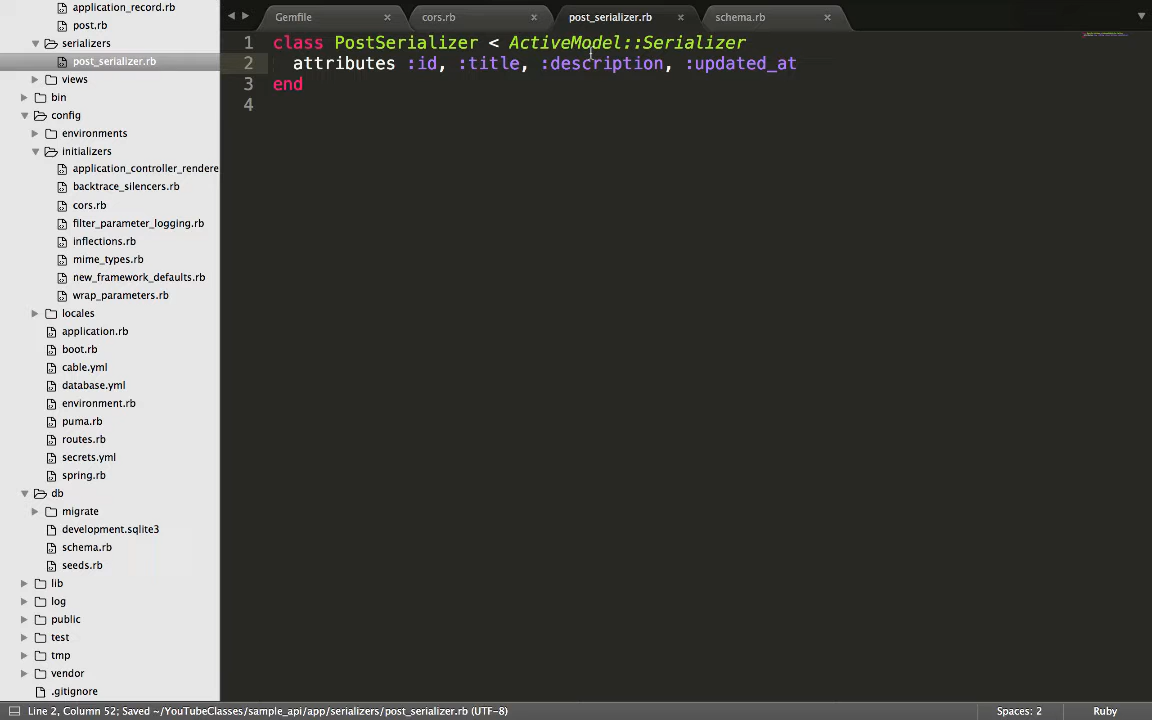 application_record.rb
post.rb
serializers
post_serializer.rb
views
bin
config
environments
initializers
application_controller_rendere
backtrace_silencers.rb
cors.rb
filter_parameter_logging.rb
inflections.rb
mime_types.rb
new_framework_defaults.rb
wrap_parameters.rb
locales
application.rb
boot.rb
cable.yml
database.yml
environment.rb
puma.rb
routes.rb
secrets.yml
spring.rb
db
migrate
development.sqlite3
schema.rb
seeds.rb
lib
log
public
test
tmp
vendor
.gitignore
Gemfile
cors.rb
post_serializer.rb
schema.rb
1 class PostSerializer < ActiveModel::Serializer
2 attributes :id, :title, :description, :updated_at
3 end
4
Line 2, Column 52; Saved ~/YouTubeClasses/sample_api/app/serializers/post_serializer.rb (UTF-8)
Spaces: 2
Ruby